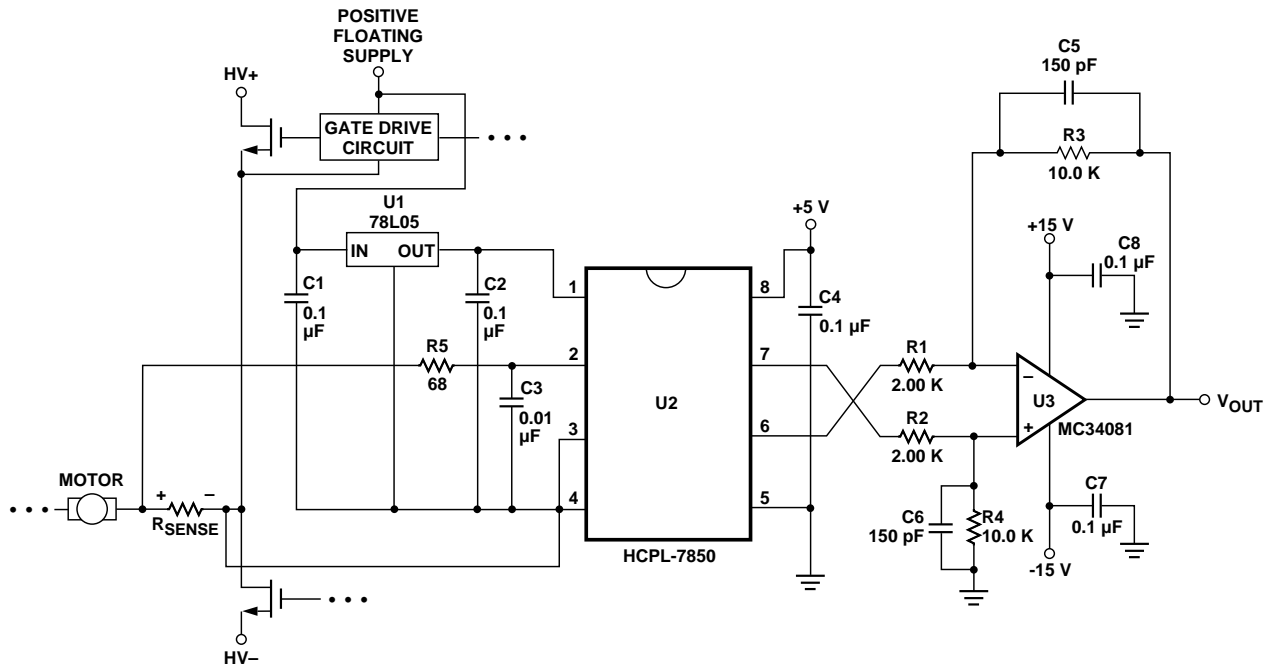 POSITIVE
FLOATING
SUPPLY
HV+
GATE DRIVE
CIRCUIT
• • •
U1
78L05
IN OUT
C1
0.1
µF
C2
0.1
µF
R5
68
C3
0.01
µF
MOTOR
• • •
+ –
RSENSE
• • •
HV–
1
2
3
4
8
7
6
5
U2
HCPL-7850
+5 V
C4
0.1 µF
R1
2.00 K
R2
2.00 K
C5
150 pF
R3
10.0 K
+15 V
C8
0.1 µF
–
+
U3
MC34081
VOUT
C6
150 pF
R4
10.0 K
C7
0.1 µF
-15 V